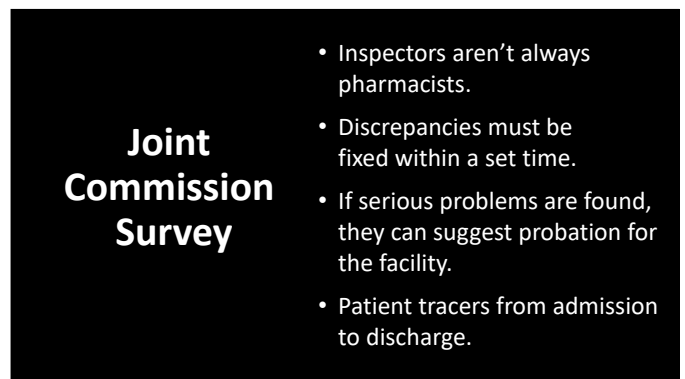 Joint
Commission
Survey
• Inspectors aren’t always
pharmacists.
• Discrepancies must be
fixed within a set time.
• If serious problems are found,
they can suggest probation for
the facility.
• Patient tracers from admission
to discharge.